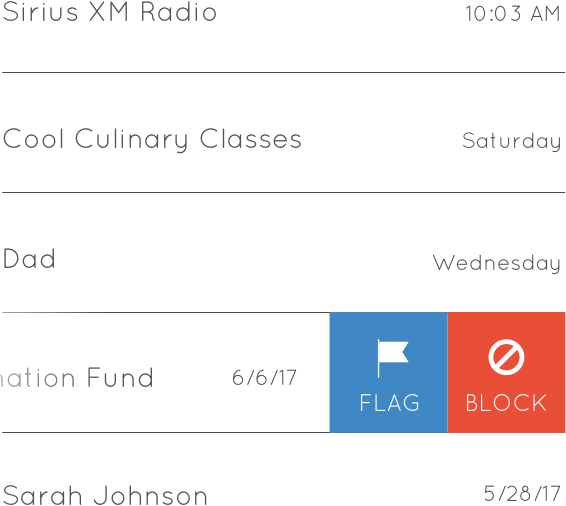 Sirius XM Radio 10:03 AM
Cool Culinary Classes Saturday
Dad Wednesday
nation Fund 6/6/17 FLAG BLOCK
Sarah Johnson 5/28/17